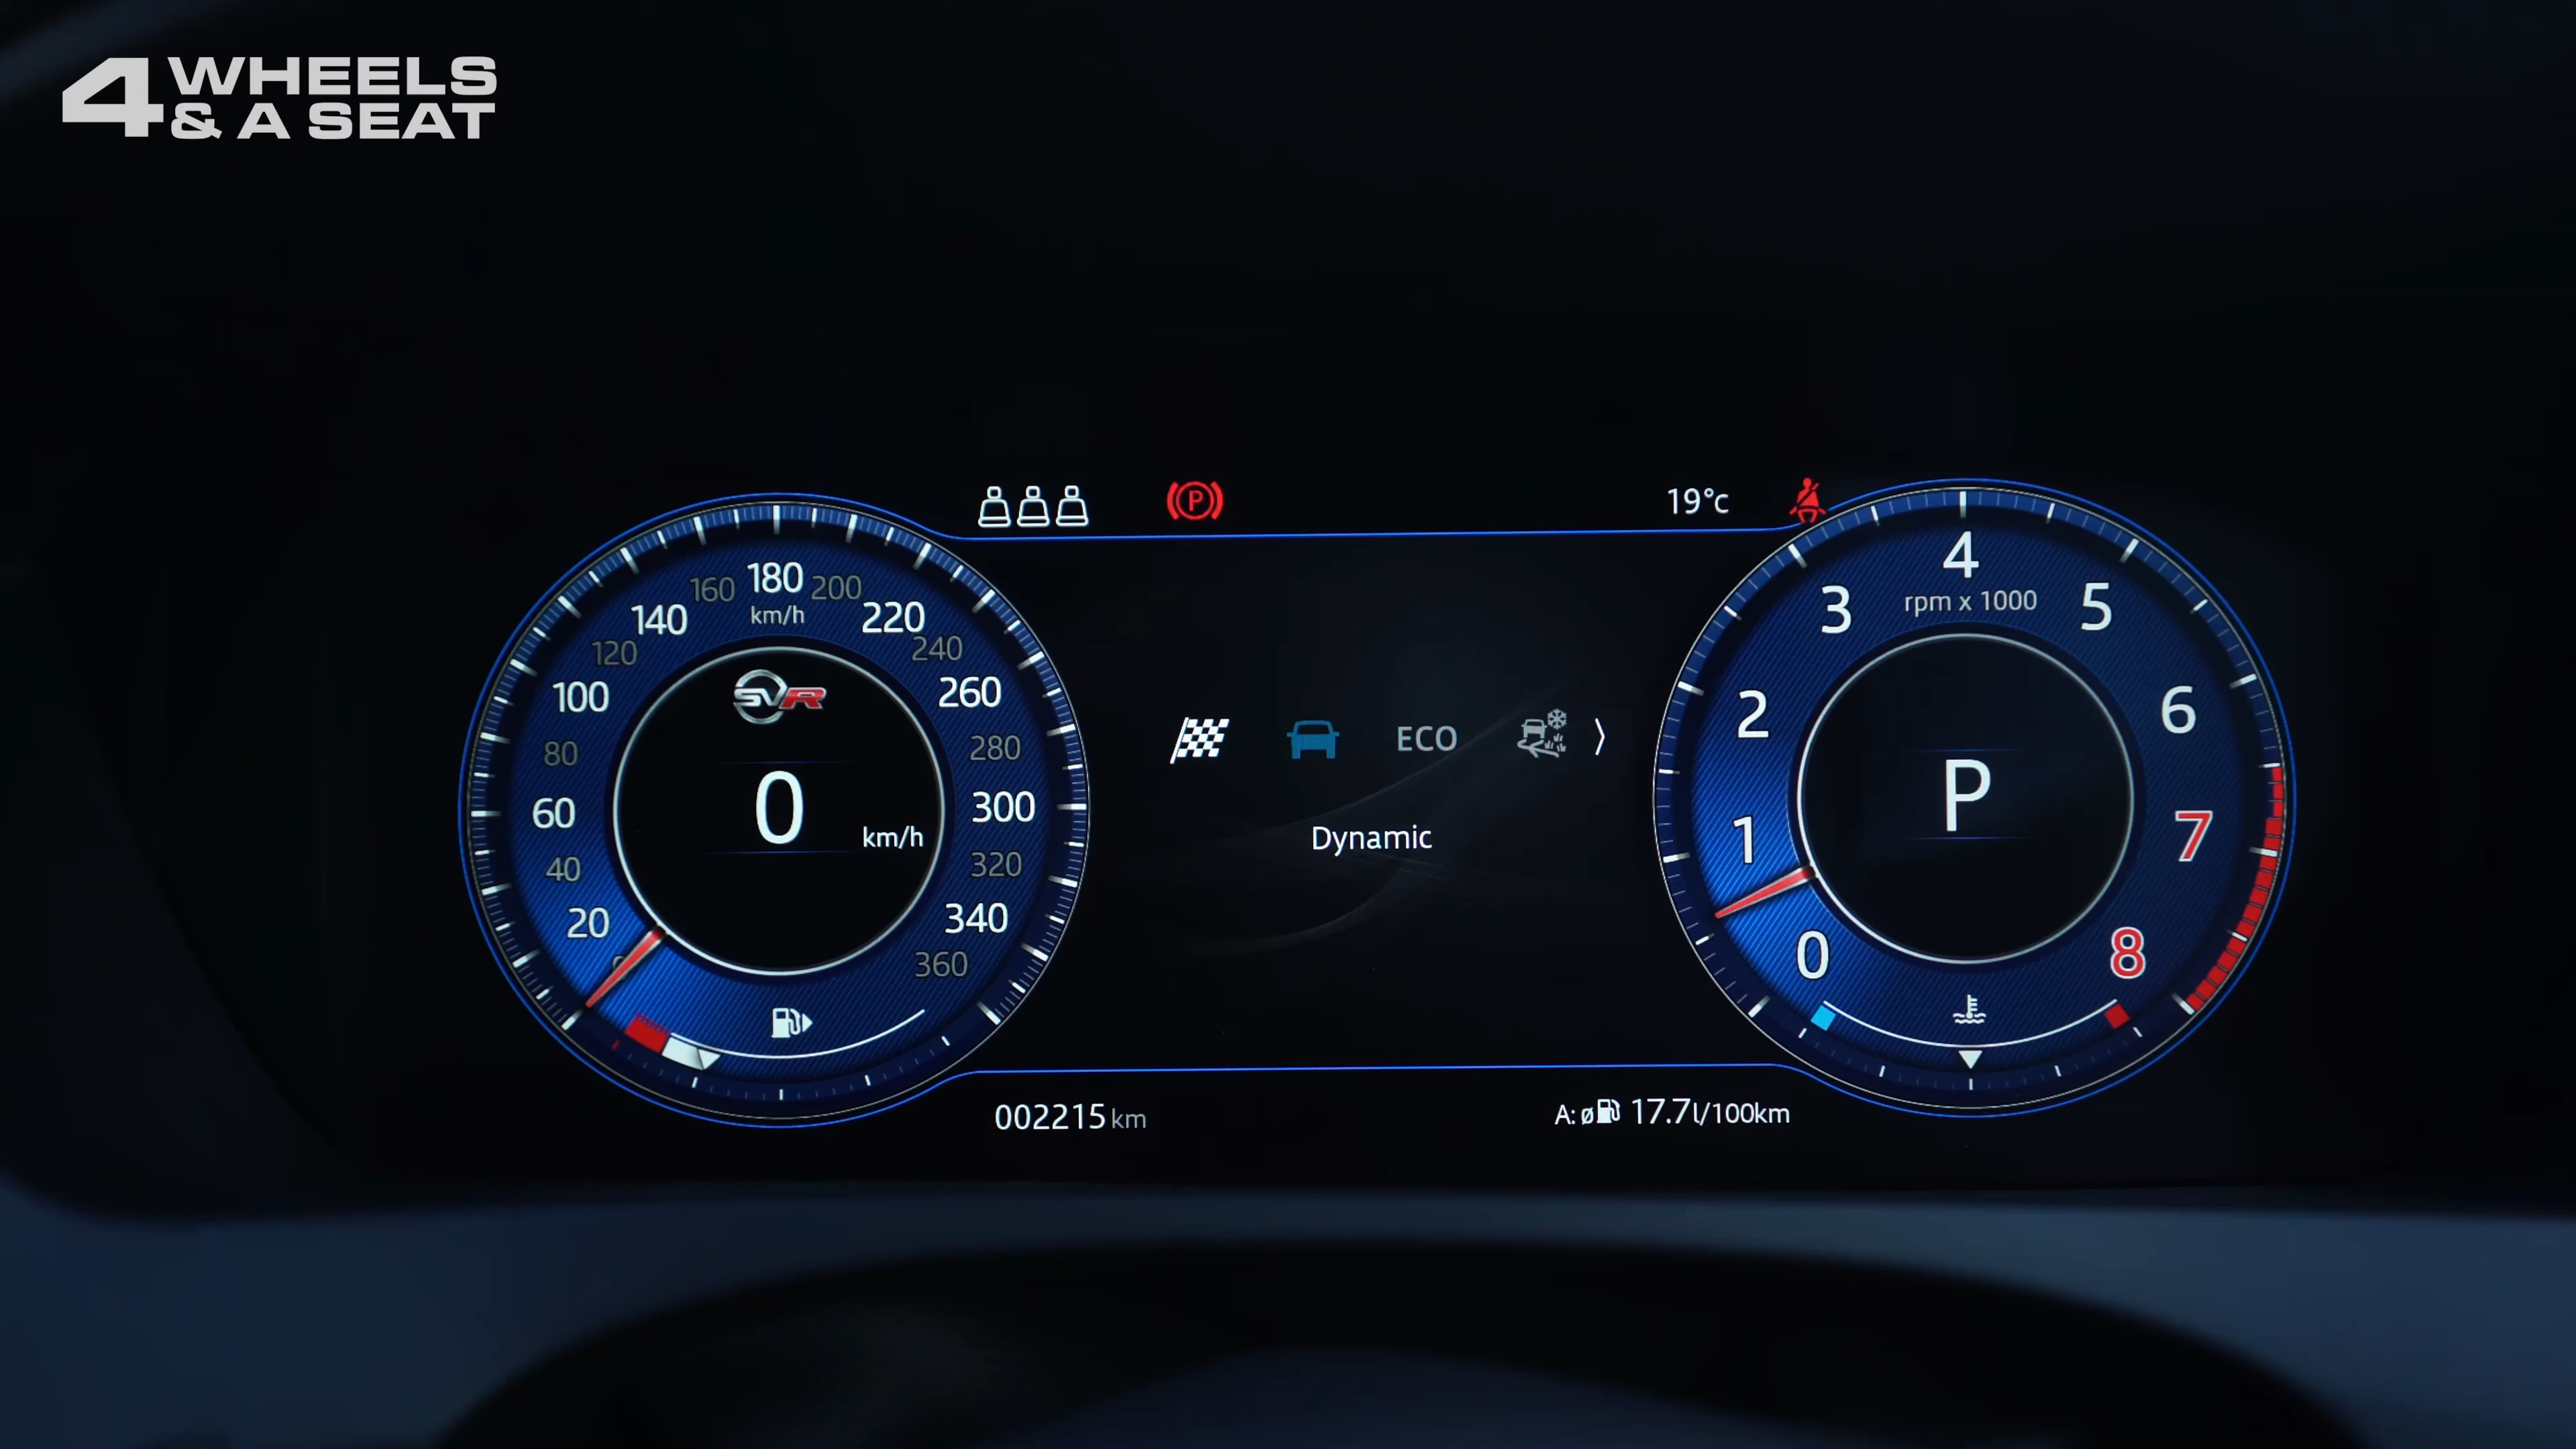 4 WHEELS
& A SEAT
19°c
160 180 200
km/h
140 220
120 240
100 260
80 280
60 300
40 320
20 340
360
SVR
0
km/h
ECO
Dynamic
4
rpm x 1000
3 5
2 6
1 7
0 8
P
002215 km
A: ø 17.7l/100km